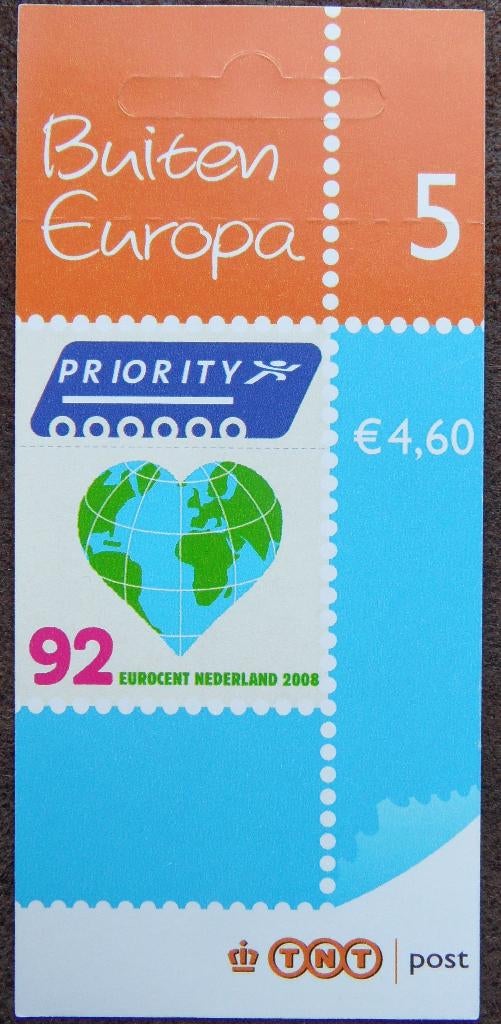 Buiten
Europa
5
PRIORITY
€4,60
92 EUROCENT NEDERLAND 2008
TNT post